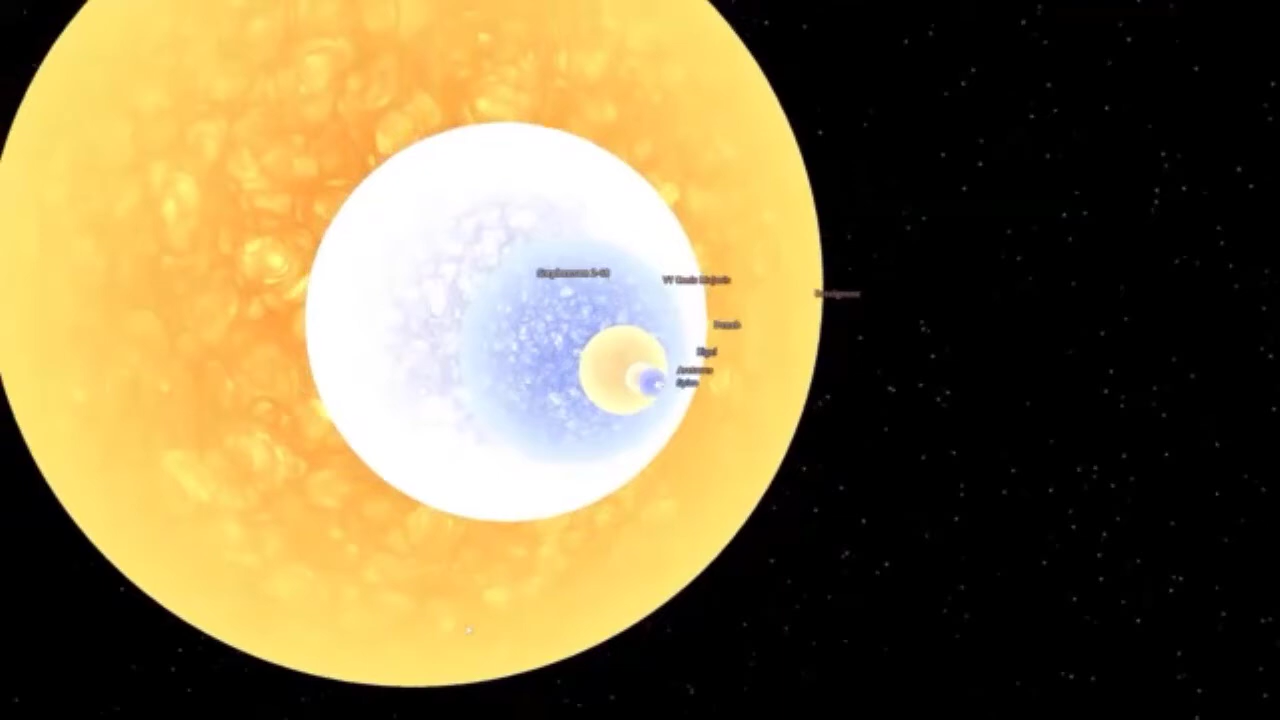 Stephenson 2-18
VY Canis Majoris
Deneb
Rigel
Arcturus
Spica